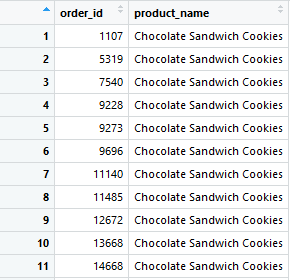 order_id product_name
1 1107 Chocolate Sandwich Cookies
2 5319 Chocolate Sandwich Cookies
3 7540 Chocolate Sandwich Cookies
4 9228 Chocolate Sandwich Cookies
5 9273 Chocolate Sandwich Cookies
6 9696 Chocolate Sandwich Cookies
7 11140 Chocolate Sandwich Cookies
8 11485 Chocolate Sandwich Cookies
9 12672 Chocolate Sandwich Cookies
10 13668 Chocolate Sandwich Cookies
11 14668 Chocolate Sandwich Cookies